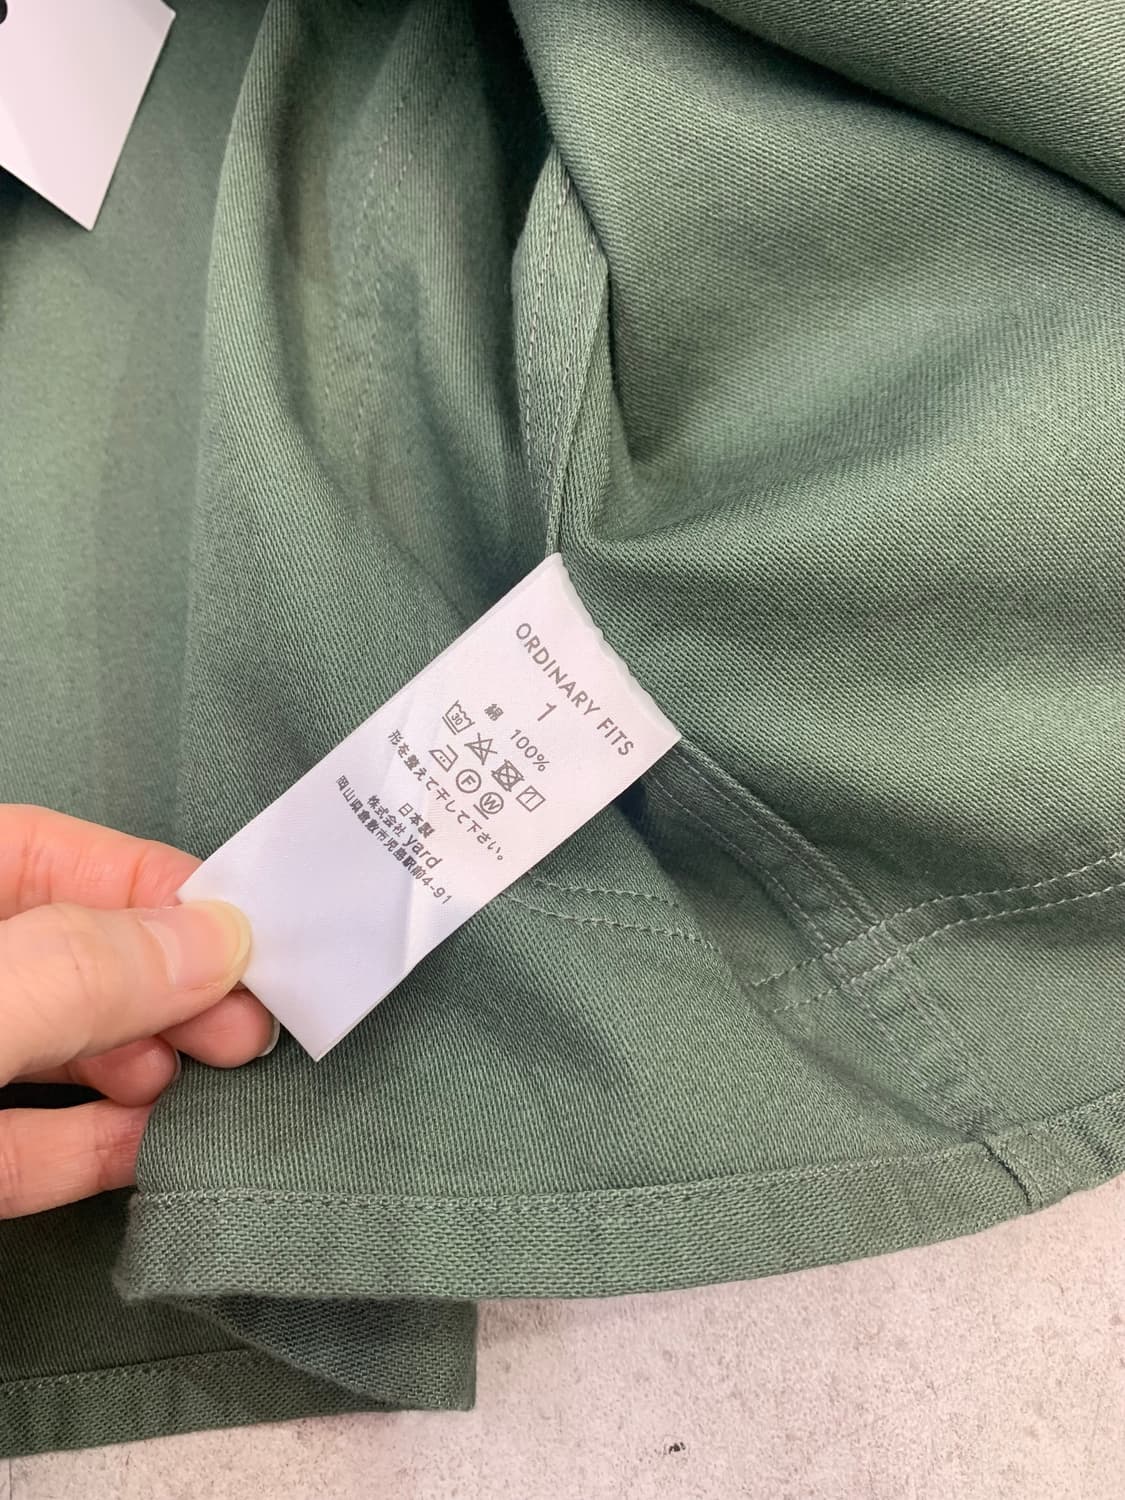 ORDINARY FITS
1
綿 100%
30
F W
形を整えて干して下さい。
日本製
株式会社 yard
岡山県倉敷市児島駅前4-91